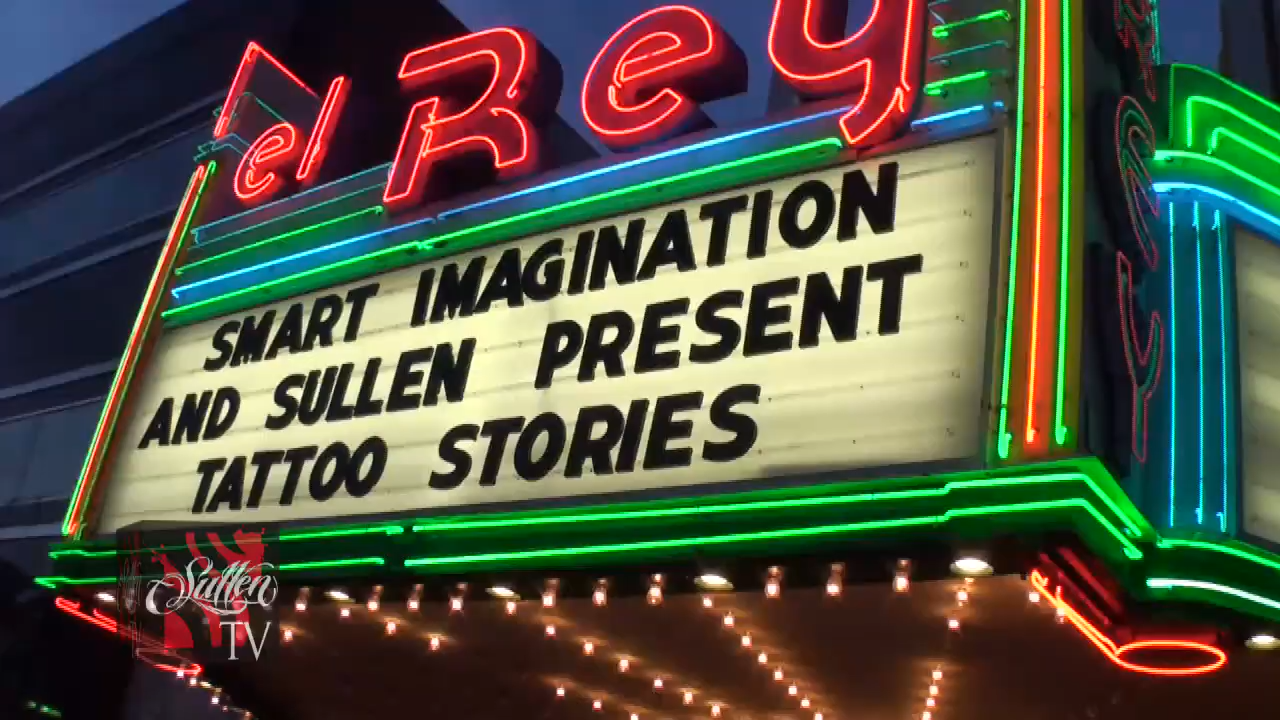 el Rey
SMART IMAGINATION
AND SULLEN PRESENT
TATTOO STORIES
Sullen
TV